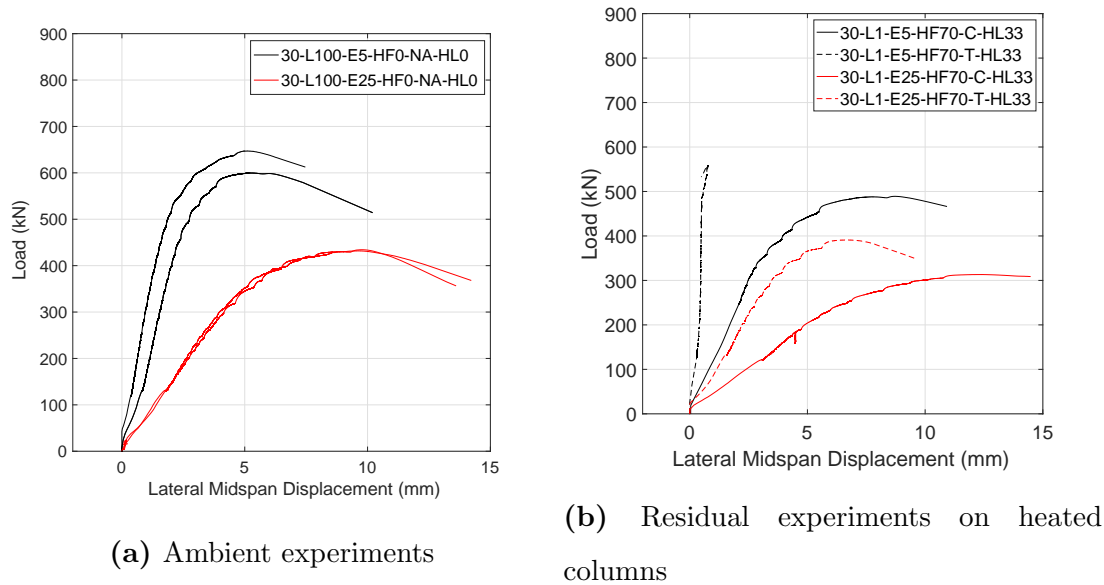 900
800
700
600
500
400
300
200
100
0
Load (kN)
30-L100-E5-HF0-NA-HL0
30-L100-E25-HF0-NA-HL0
0
5
10
15
Lateral Midspan Displacement (mm)
(a) Ambient experiments
900
800
700
600
500
400
300
200
100
0
Load (kN)
30-L1-E5-HF70-C-HL33
30-L1-E5-HF70-T-HL33
30-L1-E25-HF70-C-HL33
30-L1-E25-HF70-T-HL33
0
5
10
15
Lateral Midspan Displacement (mm)
(b) Residual experiments on heated
columns